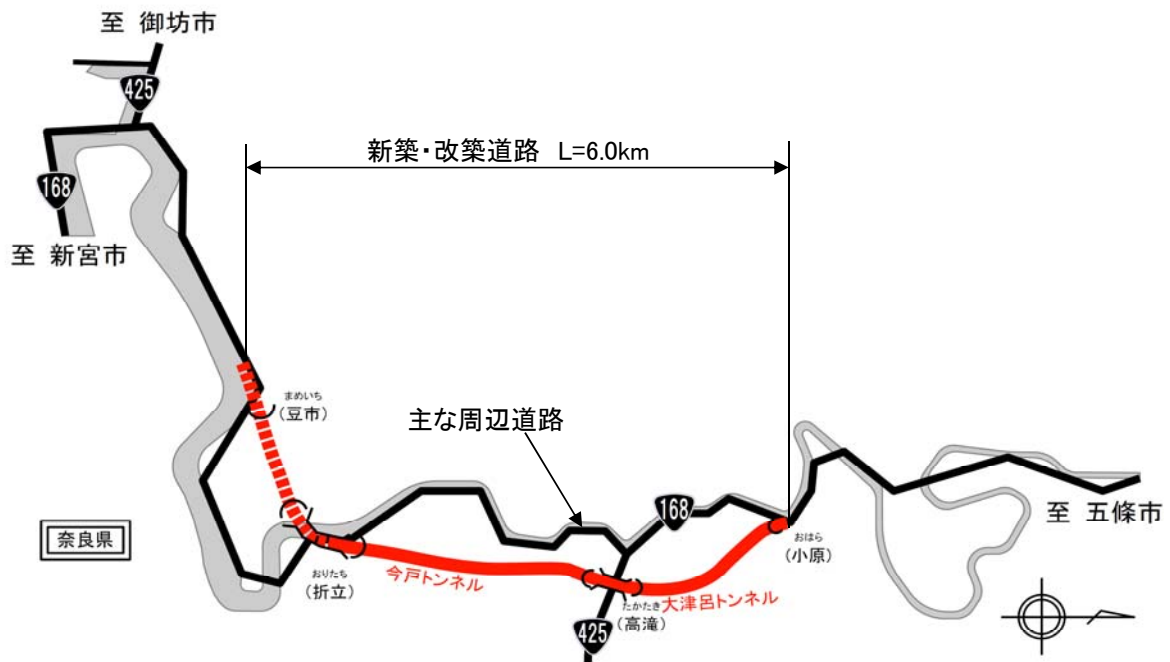 至 御坊市
425
168
至 新宮市
新築・改築道路 L=6.0km
まめいち
(豆市)
主な周辺道路
168
至 五條市
奈良県
おはら
(小原)
おりたち
(折立)
今戸トンネル
たかたき
(高滝)
大津呂トンネル
425